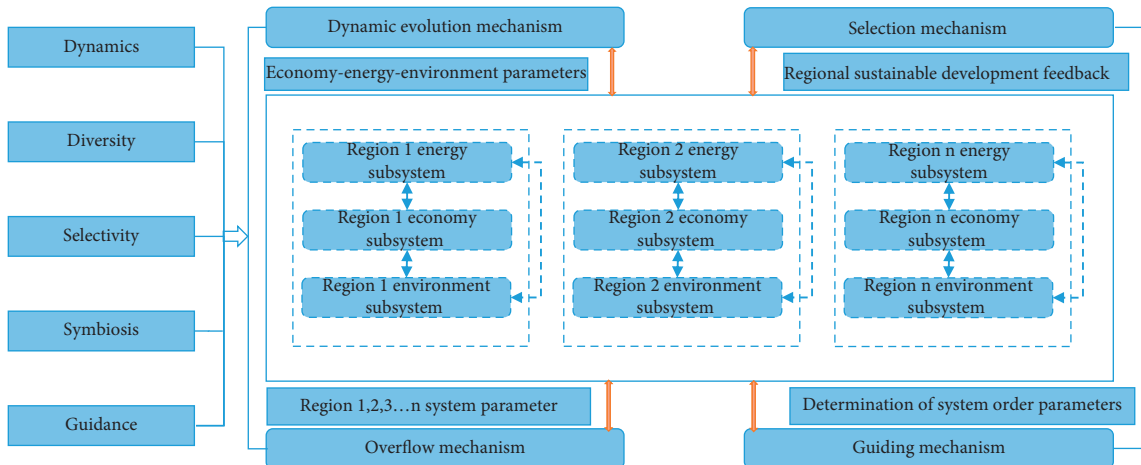 Dynamics
Diversity
Selectivity
Symbiosis
Guidance
Dynamic evolution mechanism
Selection mechanism
Economy-energy-environment parameters
Regional sustainable development feedback
Region 1 energy
subsystem
Region 1 economy
subsystem
Region 1 environment
subsystem
Region 2 energy
subsystem
Region 2 economy
subsystem
Region 2 environment
subsystem
Region n energy
subsystem
Region n economy
subsystem
Region n environment
subsystem
Region 1,2,3…n system parameter
Determination of system order parameters
Overflow mechanism
Guiding mechanism